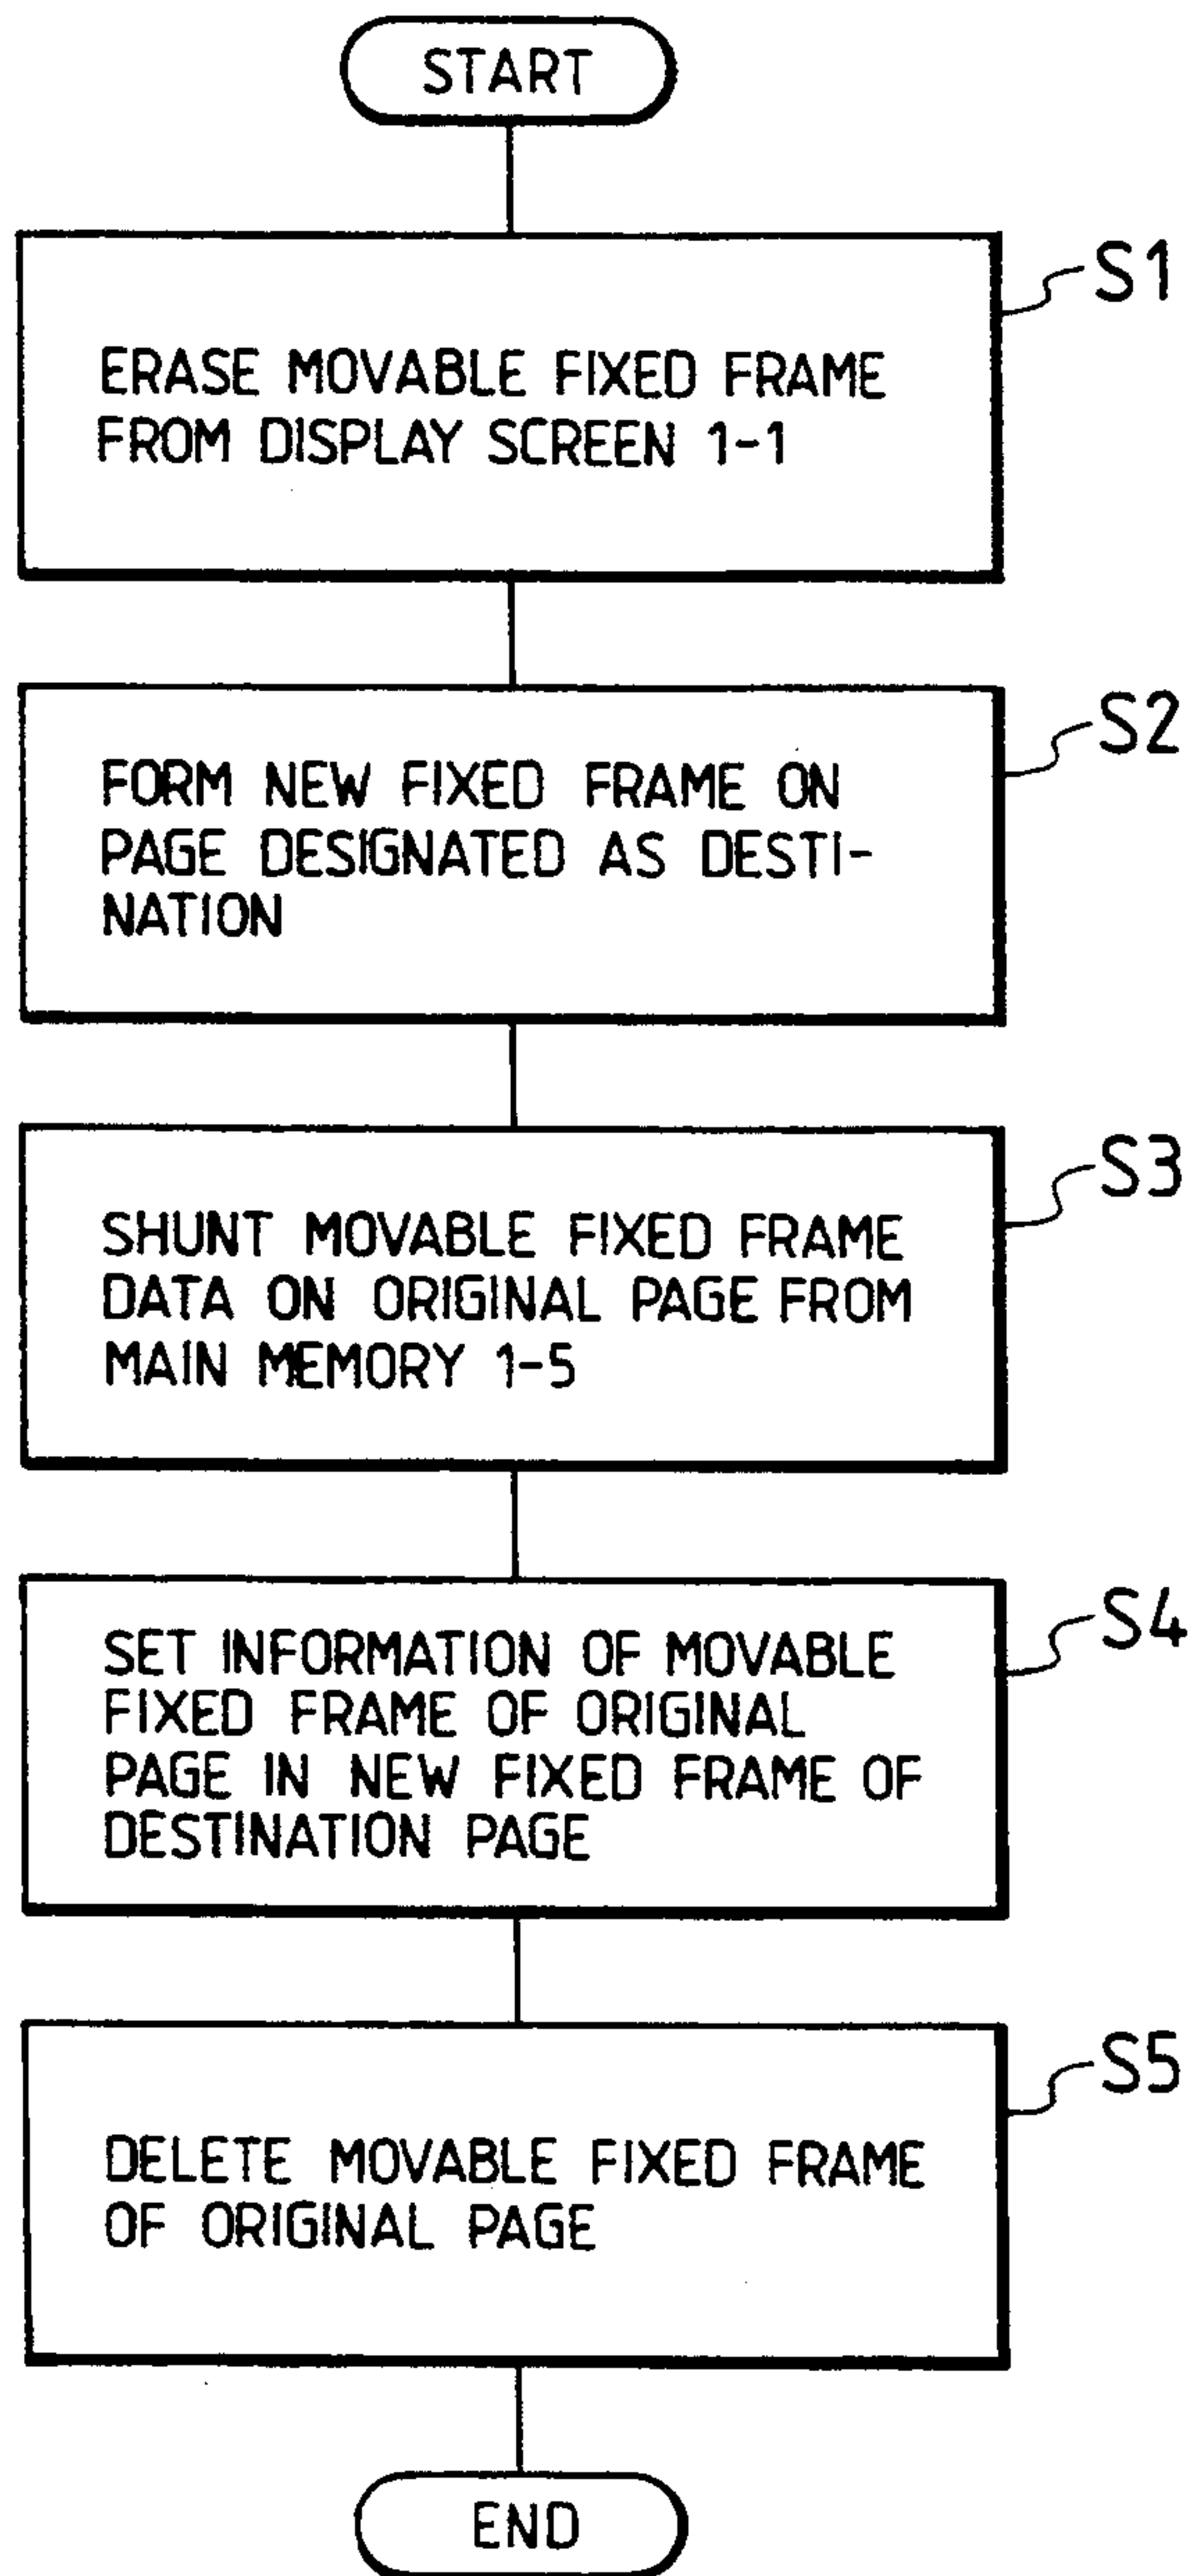 START
S1
ERASE MOVABLE FIXED FRAME
FROM DISPLAY SCREEN 1-1
S2
FORM NEW FIXED FRAME ON
PAGE DESIGNATED AS DESTI-
NATION
S3
SHUNT MOVABLE FIXED FRAME
DATA ON ORIGINAL PAGE FROM
MAIN MEMORY 1-5
S4
SET INFORMATION OF MOVABLE
FIXED FRAME OF ORIGINAL
PAGE IN NEW FIXED FRAME OF
DESTINATION PAGE
S5
DELETE MOVABLE FIXED FRAME
OF ORIGINAL PAGE
END